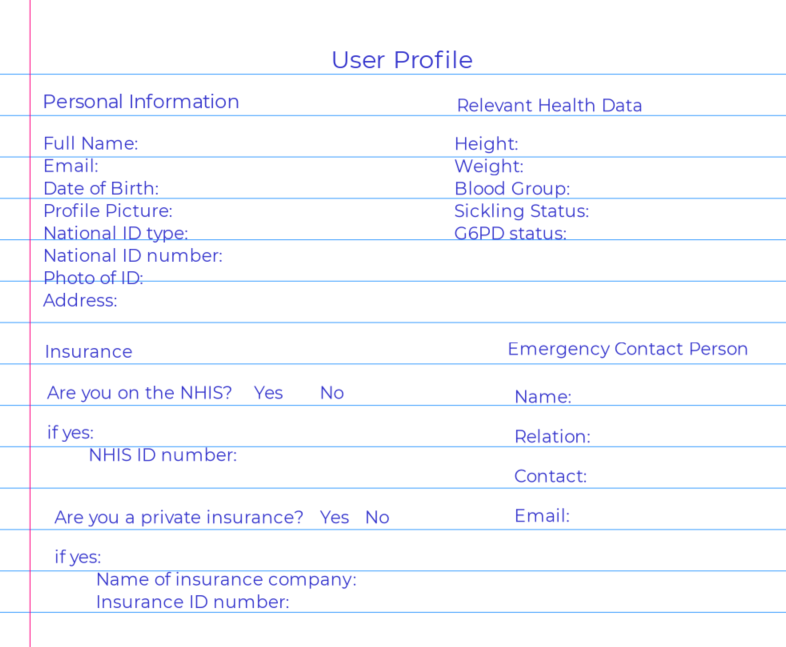 User Profile
Personal Information
Full Name:
Email:
Date of Birth:
Profile Picture:
National ID type:
National ID number:
Photo of ID:
Address:
Relevant Health Data
Height:
Weight:
Blood Group:
Sickling Status:
G6PD status:
Insurance
Are you on the NHIS? Yes No
if yes:
NHIS ID number:
Are you a private insurance? Yes No
if yes:
Name of insurance company:
Insurance ID number:
Emergency Contact Person
Name:
Relation:
Contact:
Email: